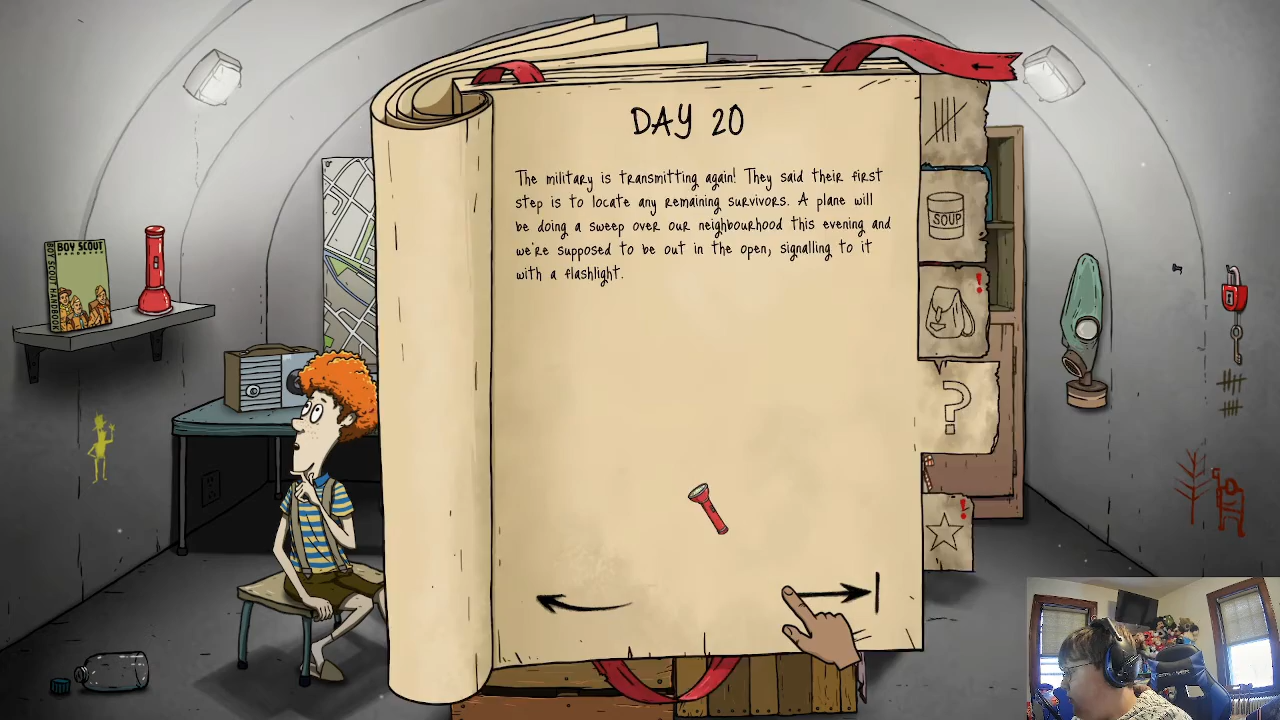 DAY 20
The military is transmitting again! They said their first
step is to locate any remaining survivors. A plane will
be doing a sweep over our neighbourhood this evening and
we're supposed to be out in the open, signalling to it
with a flashlight.
SOUP
BOY SCOUT
BOY SCOUT HANDBOOK